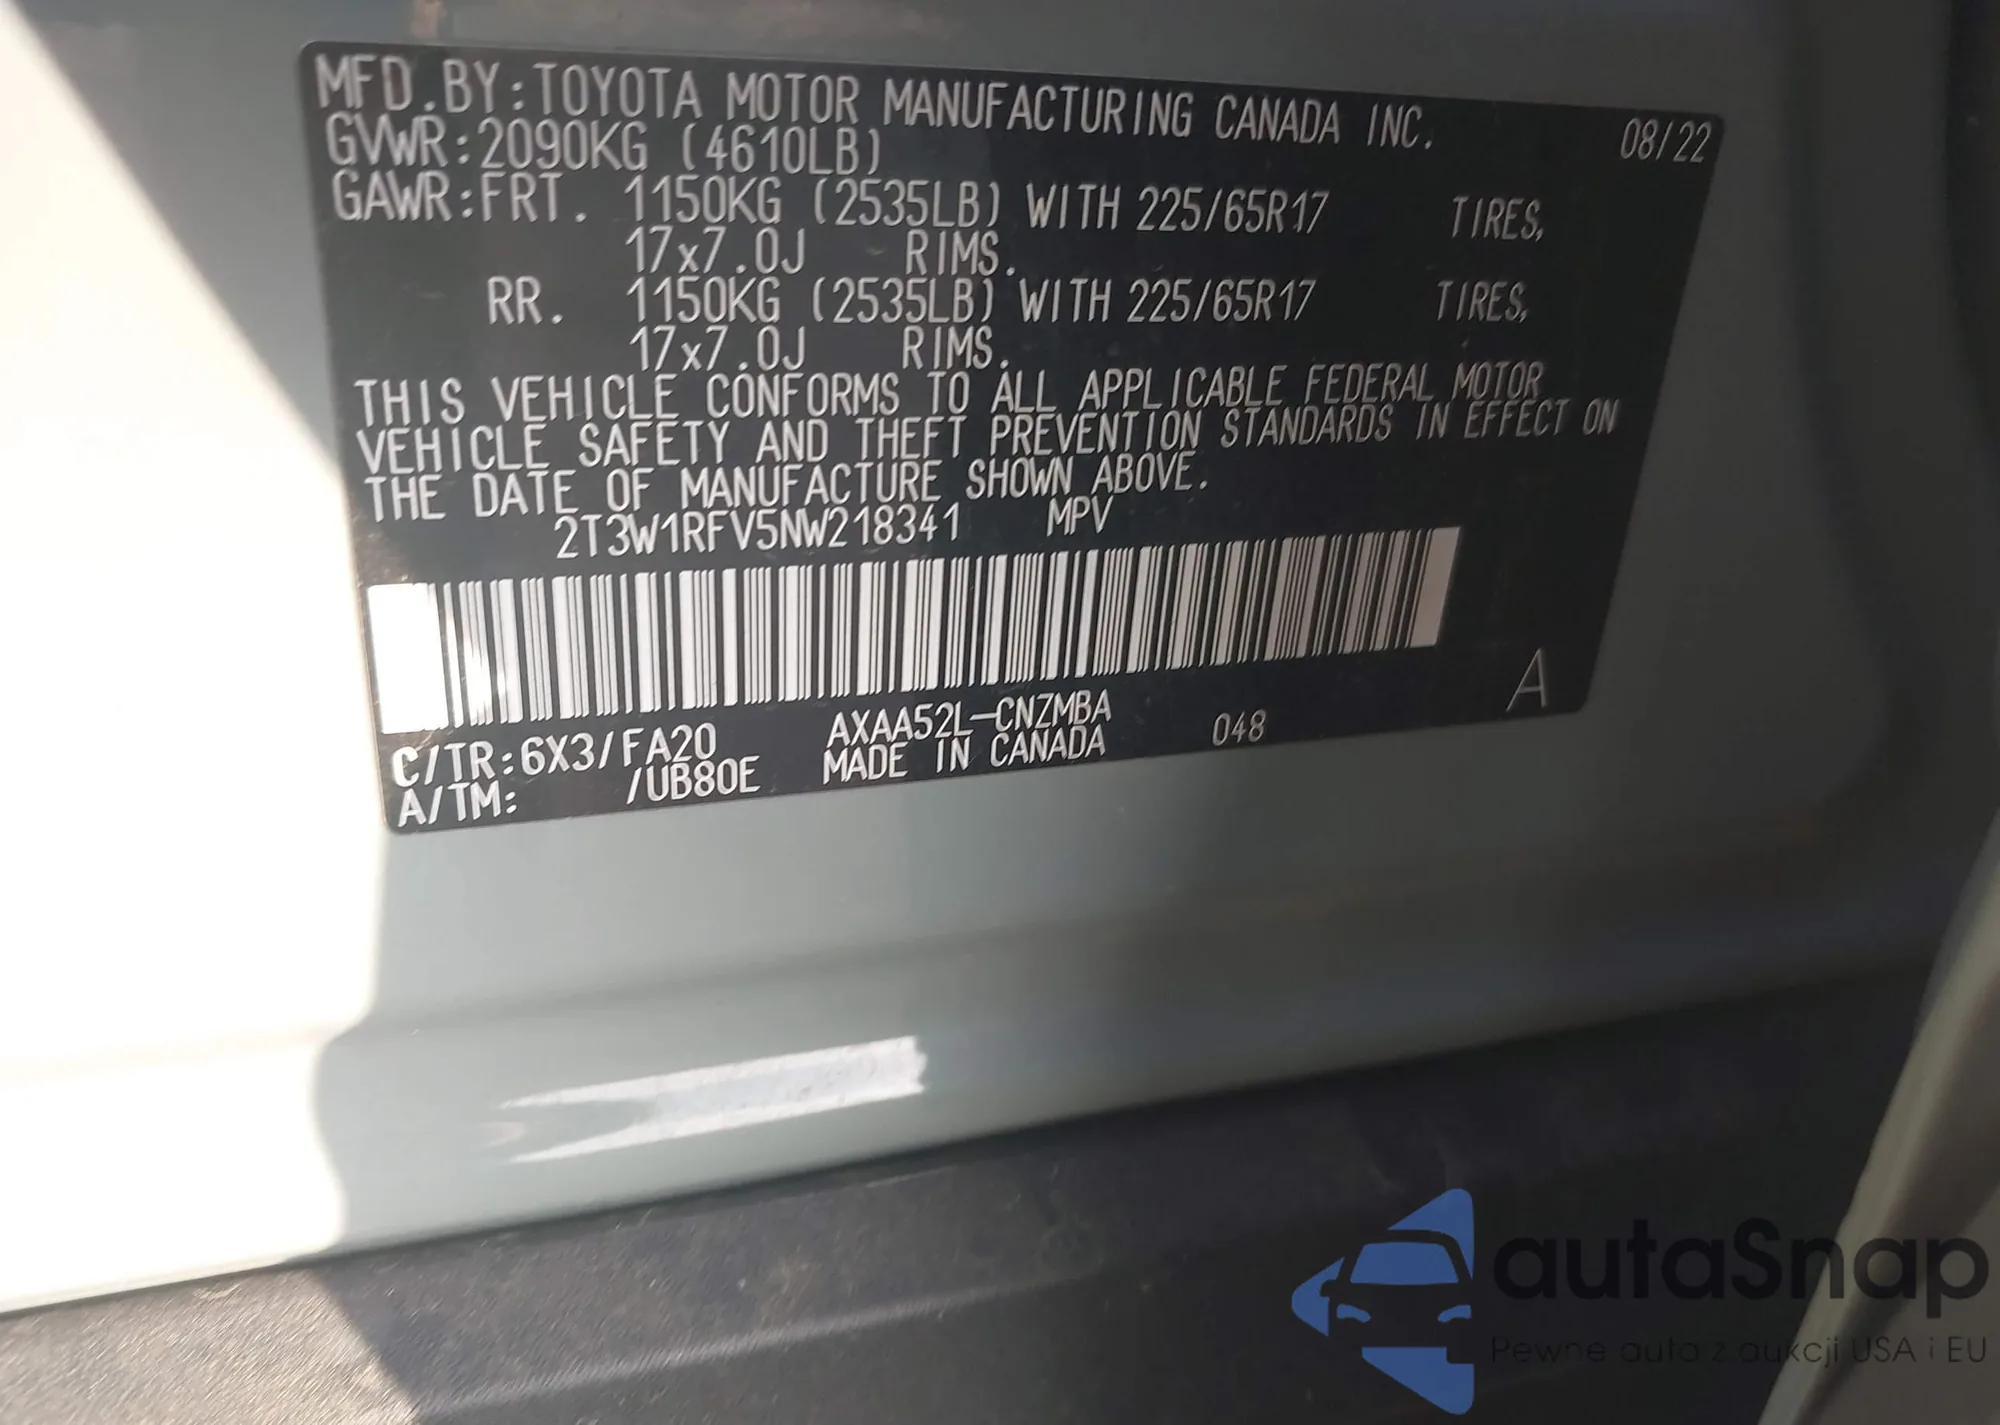 MFD.BY:TOYOTA MOTOR MANUFACTURING CANADA INC. 08/22
GVWR:2090KG (4610LB)
GAWR:FRT. 1150KG (2535LB) WITH 225/65R17 TIRES,
17x7.0J RIMS.
RR. 1150KG (2535LB) WITH 225/65R17 TIRES,
17x7.0J RIMS.
THIS VEHICLE CONFORMS TO ALL APPLICABLE FEDERAL MOTOR
VEHICLE SAFETY AND THEFT PREVENTION STANDARDS IN EFFECT ON
THE DATE OF MANUFACTURE SHOWN ABOVE.
2T3W1RFV5NW218341 MPV
A
C/TR:6X3/FA20 AXAA52L-CNZMBA 048
A/TM: /UB80E MADE IN CANADA
autaSnap
Pewne auto z aukcji USA i EU